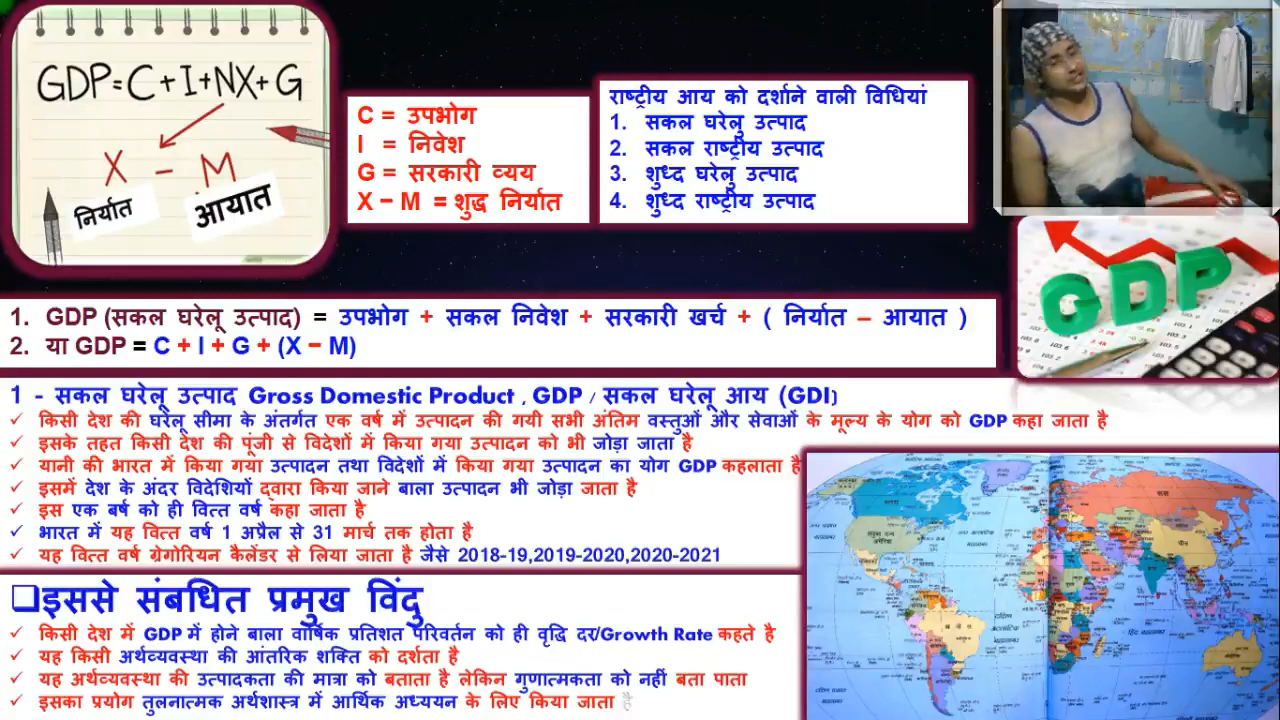 GDP=C+I+NX+G
X - M
निर्यात
आयात
C = उपभोग
I = निवेश
G = सरकारी व्यय
X – M = शुद्ध निर्यात
राष्ट्रीय आय को दर्शाने वाली विधियां
1. सकल घरेलु उत्पाद
2. सकल राष्ट्रीय उत्पाद
3. शुध्द घरेलु उत्पाद
4. शुध्द राष्ट्रीय उत्पाद
GDP
1. GDP (सकल घरेलू उत्पाद) = उपभोग + सकल निवेश + सरकारी खर्च + ( निर्यात – आयात )
2. या GDP = C + I + G + (X – M)
1 - सकल घरेलू उत्पाद Gross Domestic Product , GDP / सकल घरेलू आय (GDI)
✓ किसी देश की घरेलू सीमा के अंतर्गत एक वर्ष में उत्पादन की गयी सभी अंतिम वस्तुओं और सेवाओं के मूल्य के योग को GDP कहा जाता है
✓ इसके तहत किसी देश की पूंजी से विदेशों में किया गया उत्पादन को भी जोड़ा जाता है
✓ यानी की भारत में किया गया उत्पादन तथा विदेशों में किया गया उत्पादन का योग GDP कहलाता है
✓ इसमें देश के अंदर विदेशियों द्वारा किया जाने बाला उत्पादन भी जोड़ा जाता है
✓ इस एक बर्ष को ही वित्त वर्ष कहा जाता है
✓ भारत में यह वित्त वर्ष 1 अप्रैल से 31 मार्च तक होता है
✓ यह वित्त वर्ष ग्रेगोरियन कैलेंडर से लिया जाता है जैसे 2018-19,2019-2020,2020-2021
❑इससे संबधित प्रमुख विंदु
✓ किसी देश में GDP में होने बाला वार्षिक प्रतिशत परिवर्तन को ही वृद्धि दर/Growth Rate कहते है
✓ यह किसी अर्थव्यवस्था की आंतरिक शक्ति को दर्शता है
✓ यह अर्थव्यवस्था की उत्पादकता की मात्रा को बताता है लेकिन गुणात्मकता को नहीं बता पाता
✓ इसका प्रयोग तुलनात्मक अर्थशास्त्र में आर्थिक अध्ययन के लिए किया जाता है